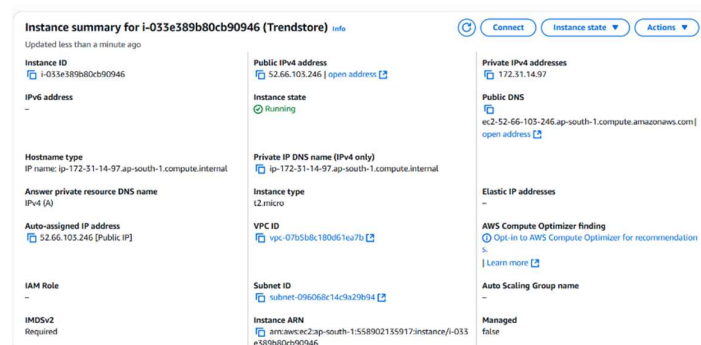 Instance summary for i-033e389b80cb90946 (Trendstore) Info
Connect
Instance state
Actions
Updated less than a minute ago
Instance ID
i-033e389b80cb90946
Public IPv4 address
52.66.103.246 | open address
Private IPv4 addresses
172.31.14.97
IPv6 address
–
Instance state
Running
Public DNS
ec2-52-66-103-246.ap-south-1.compute.amazonaws.com |
open address
Hostname type
IP name: ip-172-31-14-97.ap-south-1.compute.internal
Private IP DNS name (IPv4 only)
ip-172-31-14-97.ap-south-1.compute.internal
Answer private resource DNS name
IPv4 (A)
Instance type
t2.micro
Elastic IP addresses
–
Auto-assigned IP address
52.66.103.246 [Public IP]
VPC ID
vpc-07b5b8c180d61ea7b
AWS Compute Optimizer finding
Opt-in to AWS Compute Optimizer for recommendation
s.
| Learn more
IAM Role
–
Subnet ID
subnet-096068c14c9a29b94
Auto Scaling Group name
–
IMDSv2
Required
Instance ARN
arn:aws:ec2:ap-south-1:558902135917:instance/i-033
e389b80cb90946
Managed
false